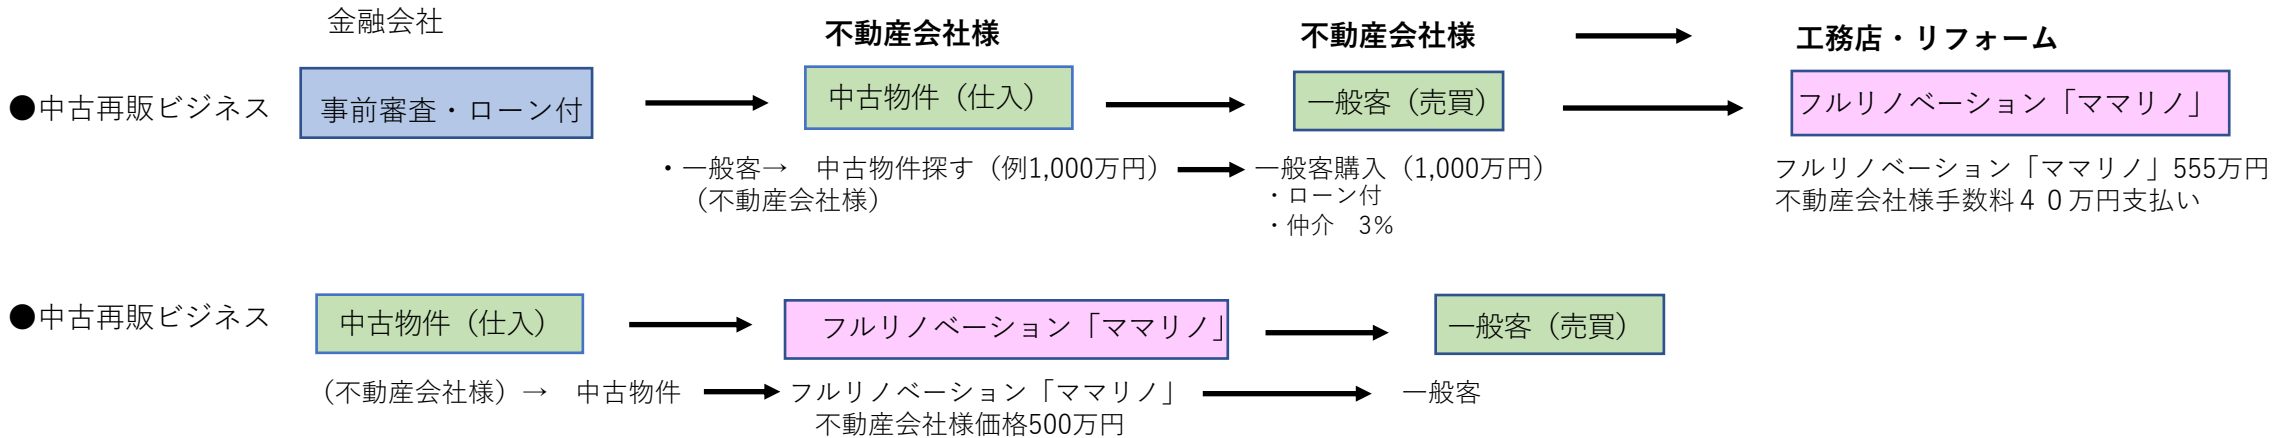 金融会社
不動産会社様
不動産会社様
工務店・リフォーム
●中古再販ビジネス
事前審査・ローン付
中古物件（仕入）
一般客（売買）
フルリノベーション「ママリノ」
・一般客→　中古物件探す（例1,000万円）
（不動産会社様）
一般客購入（1,000万円）
・ローン付
・仲介　3%
フルリノベーション「ママリノ」555万円
不動産会社様手数料４０万円支払い
●中古再販ビジネス
中古物件（仕入）
フルリノベーション「ママリノ」
一般客（売買）
（不動産会社様）→　中古物件
フルリノベーション「ママリノ」
不動産会社様価格500万円
一般客